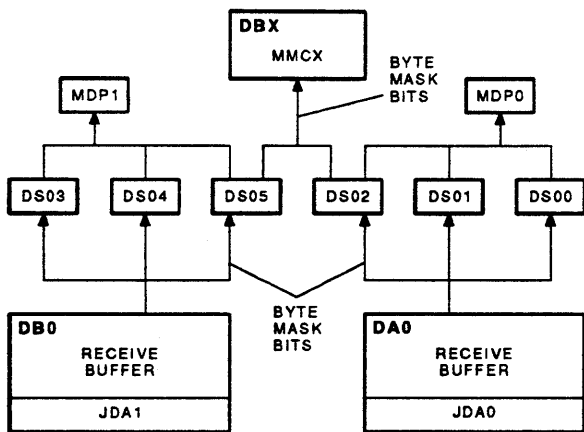 DBX
MMCX
BYTE
MASK
BITS
MDP1
MDP0
DS03
DS04
DS05
DS02
DS01
DS00
BYTE
MASK
BITS
DB0
RECEIVE
BUFFER
JDA1
DA0
RECEIVE
BUFFER
JDA0